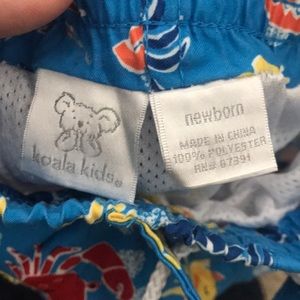 koala kids®
newborn
MADE IN CHINA
100% POLYESTER
RN# 67391